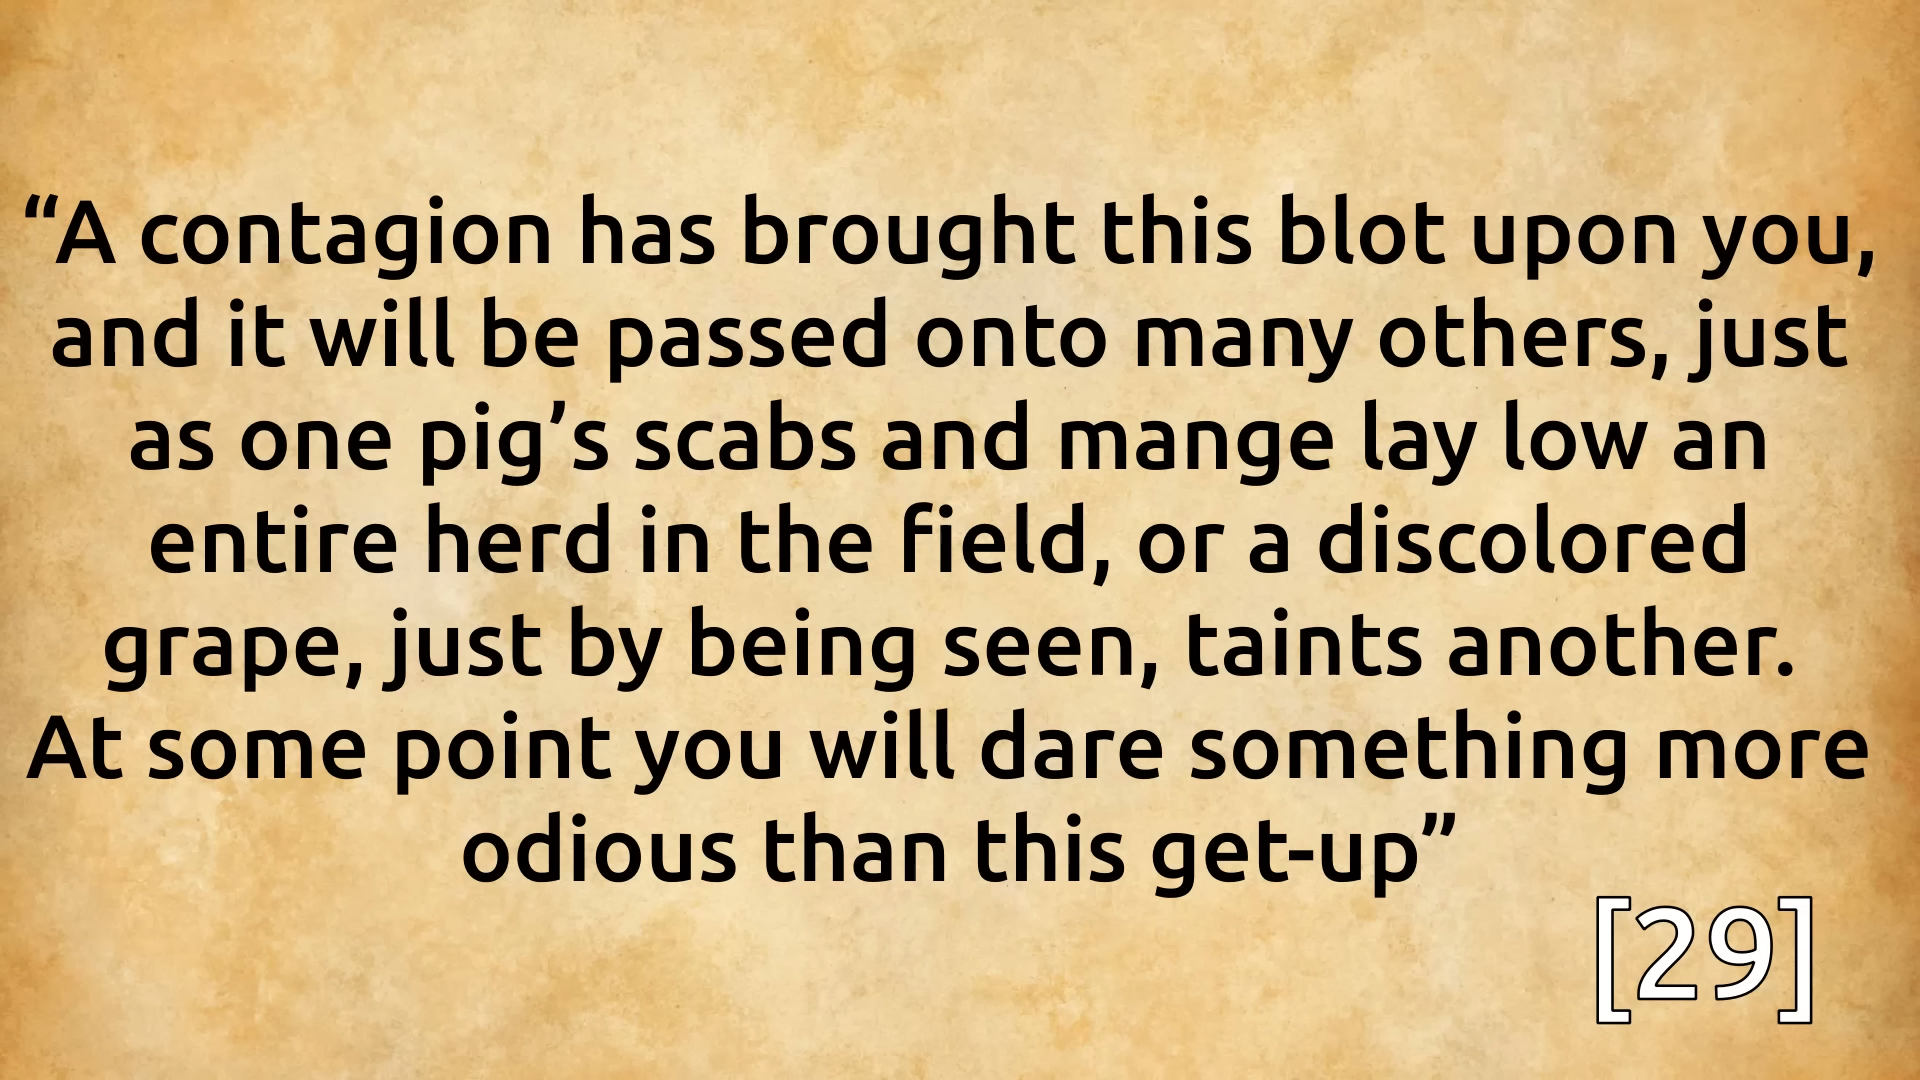 “A contagion has brought this blot upon you,
and it will be passed onto many others, just
as one pig’s scabs and mange lay low an
entire herd in the field, or a discolored
grape, just by being seen, taints another.
At some point you will dare something more
odious than this get-up”
[29]